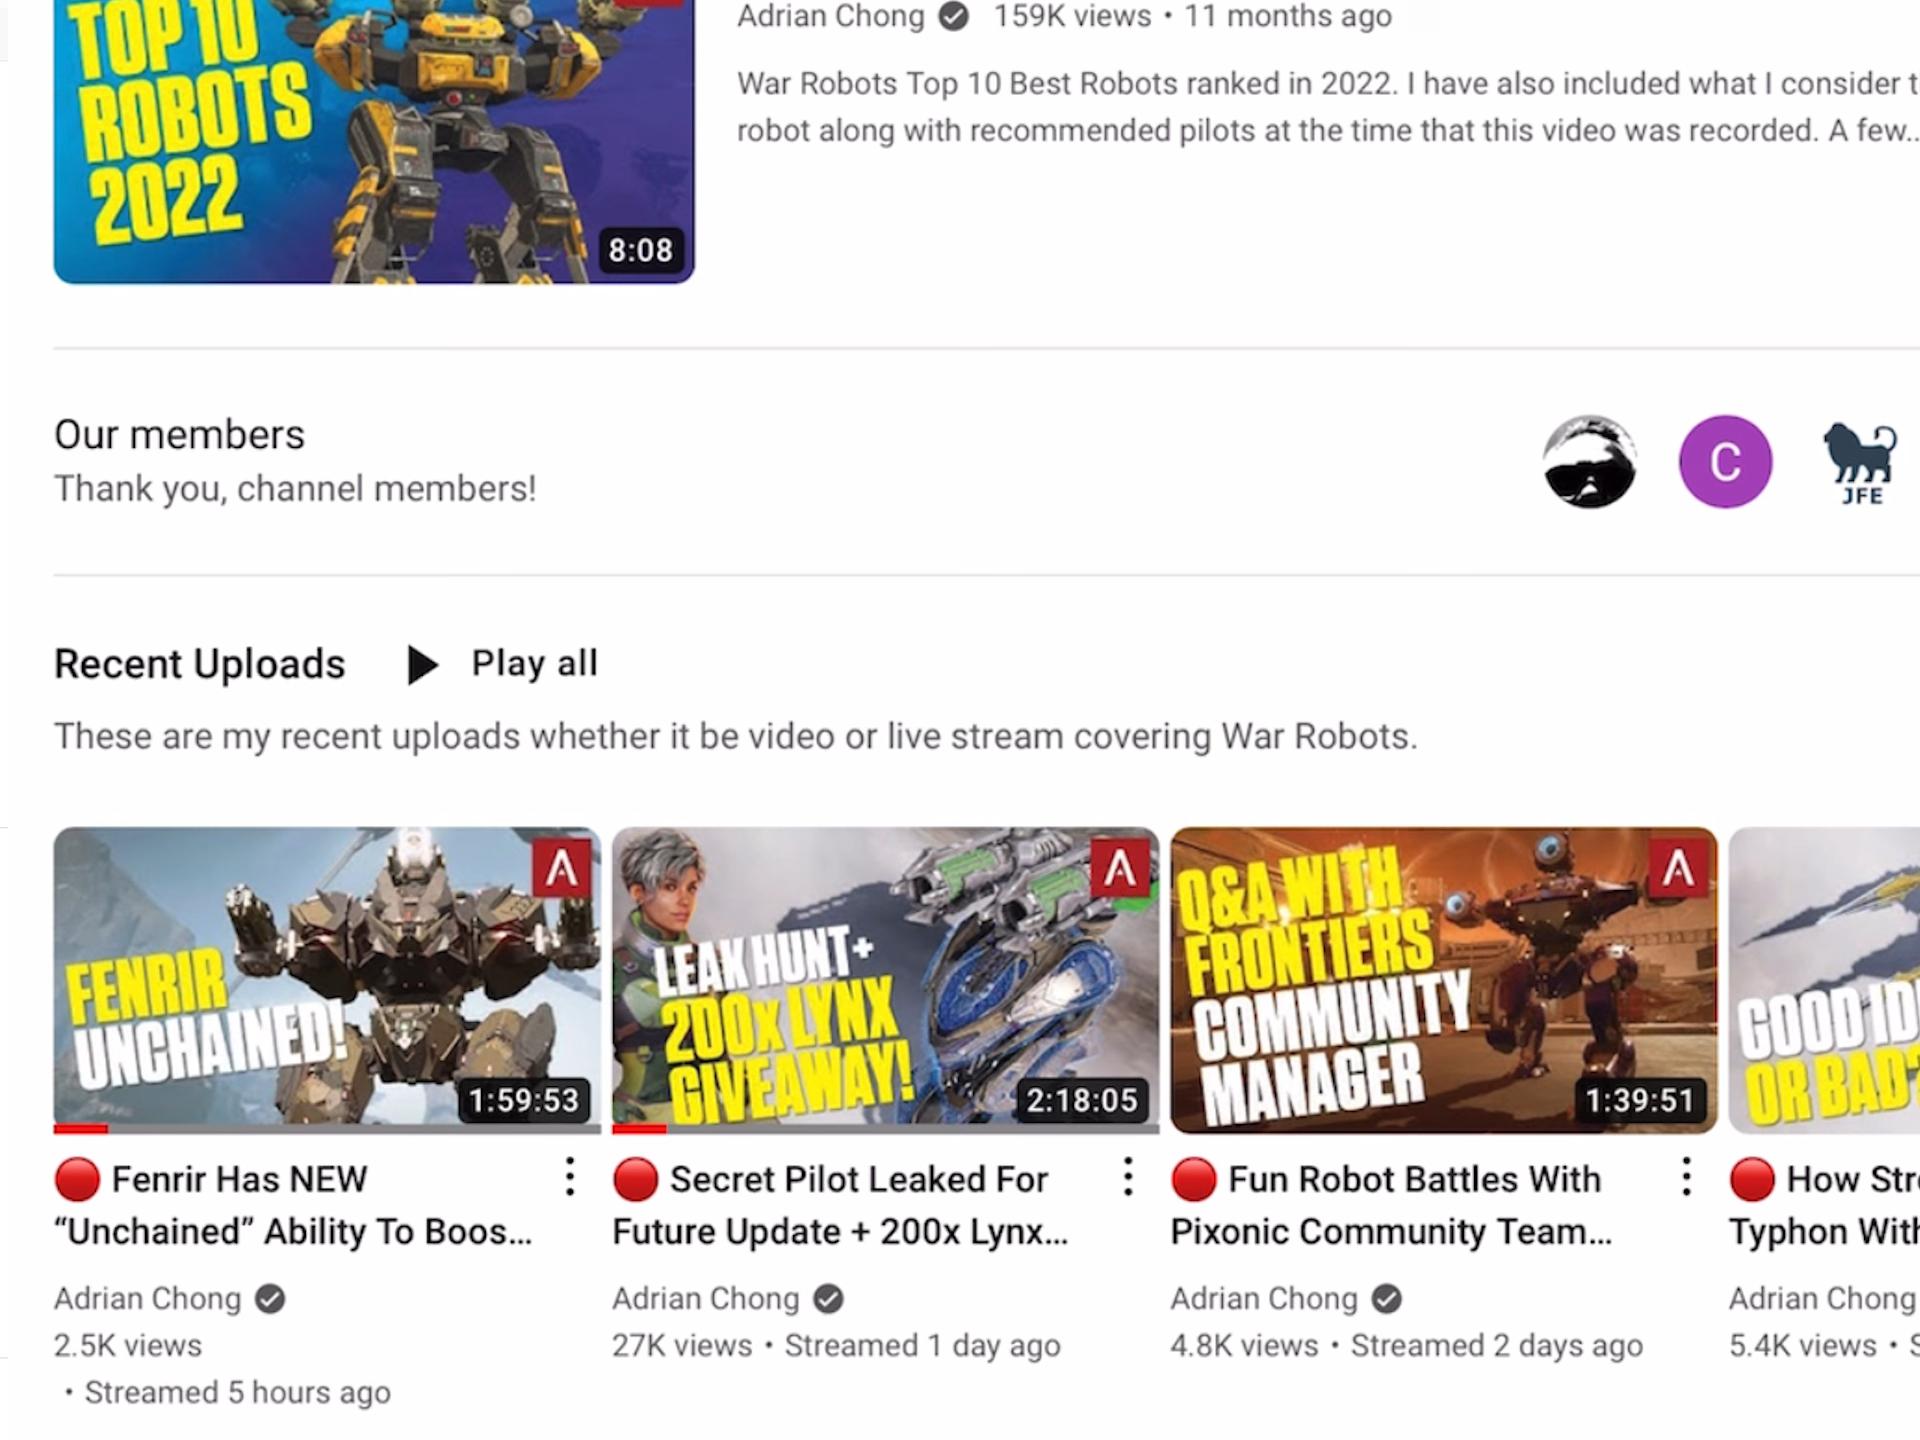 TOP 10
ROBOTS
2022
8:08
Adrian Chong 159K views • 11 months ago
War Robots Top 10 Best Robots ranked in 2022. I have also included what I consider t
robot along with recommended pilots at the time that this video was recorded. A few...
Our members
Thank you, channel members!
C
JFE
Recent Uploads Play all
These are my recent uploads whether it be video or live stream covering War Robots.
FENRIR
UNCHAINED!
1:59:53
LEAK HUNT+
200x LYNX
GIVEAWAY!
2:18:05
Q&A WITH
FRONTIERS
COMMUNITY
MANAGER
1:39:51
GOOD ID
OR BAD?
Fenrir Has NEW
“Unchained” Ability To Boos...
Adrian Chong
2.5K views
• Streamed 5 hours ago
Secret Pilot Leaked For
Future Update + 200x Lynx...
Adrian Chong
27K views • Streamed 1 day ago
Fun Robot Battles With
Pixonic Community Team...
Adrian Chong
4.8K views • Streamed 2 days ago
How Str
Typhon With
Adrian Chong
5.4K views • S